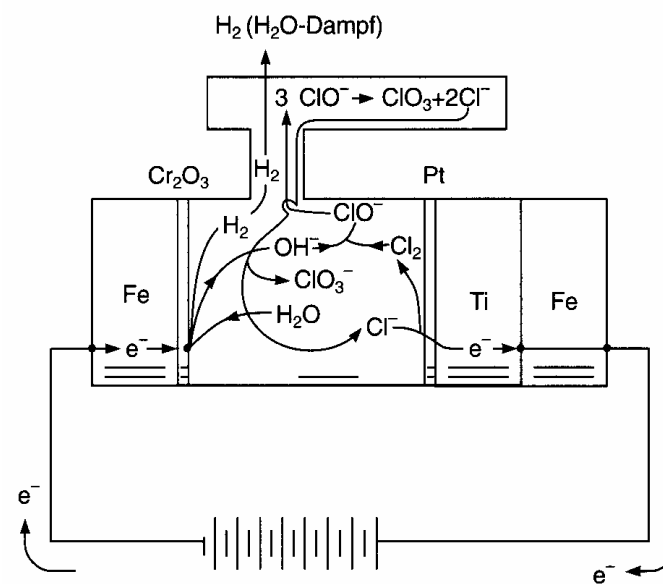 H₂ (H₂O-Dampf)
3 ClO⁻ → ClO₃+2Cl⁻
Cr₂O₃ H₂ Pt
H₂ ClO⁻
OH⁻ Cl₂
Fe ClO₃⁻ Ti Fe
H₂O
Cl⁻
e⁻ e⁻
e⁻
e⁻